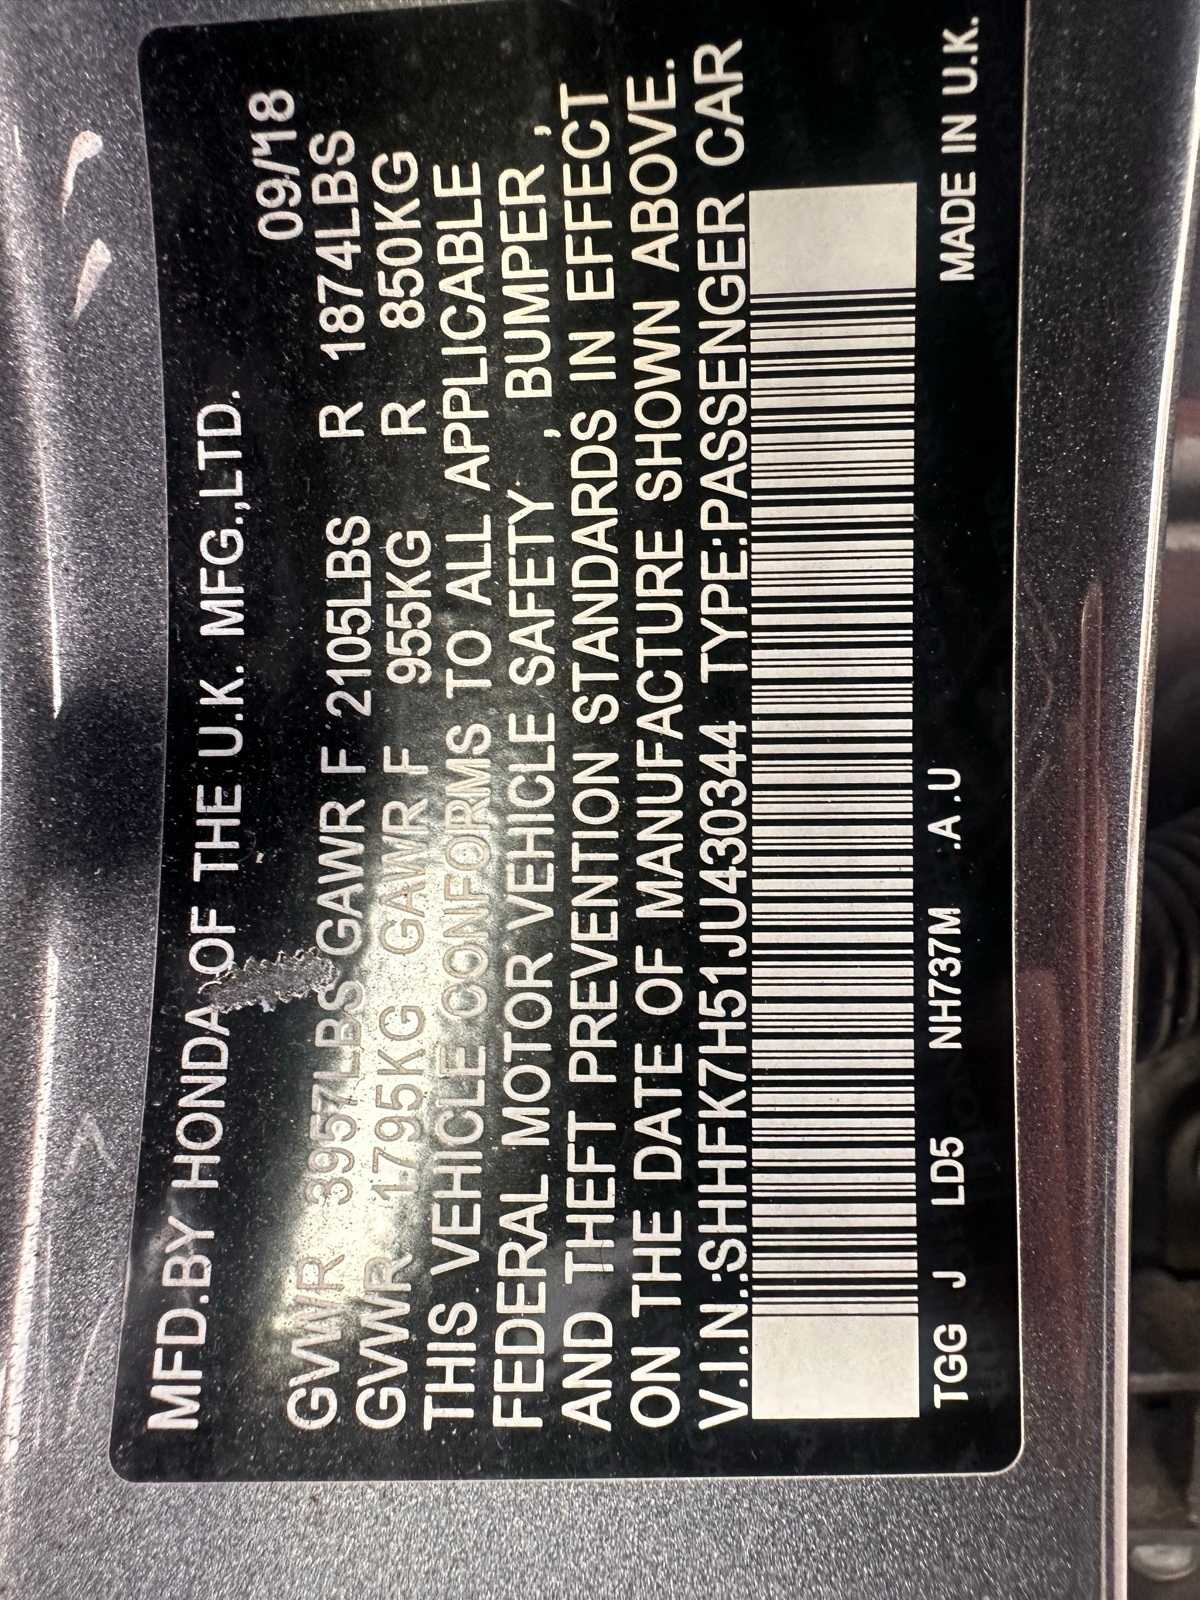 MFD.BY HONDA OF THE U.K. MFG.,LTD.
09/18
GVWR 3957LBS GAWR F 2105LBS R 1874LBS
GVWR 1795KG GAWR F 955KG R 850KG
THIS VEHICLE CONFORMS TO ALL APPLICABLE
FEDERAL MOTOR VEHICLE SAFETY , BUMPER ,
AND THEFT PREVENTION STANDARDS IN EFFECT
ON THE DATE OF MANUFACTURE SHOWN ABOVE.
V.I.N.:SHHFK7H51JU430344 TYPE:PASSENGER CAR
TGG J LD5 NH737M .A .U MADE IN U.K.